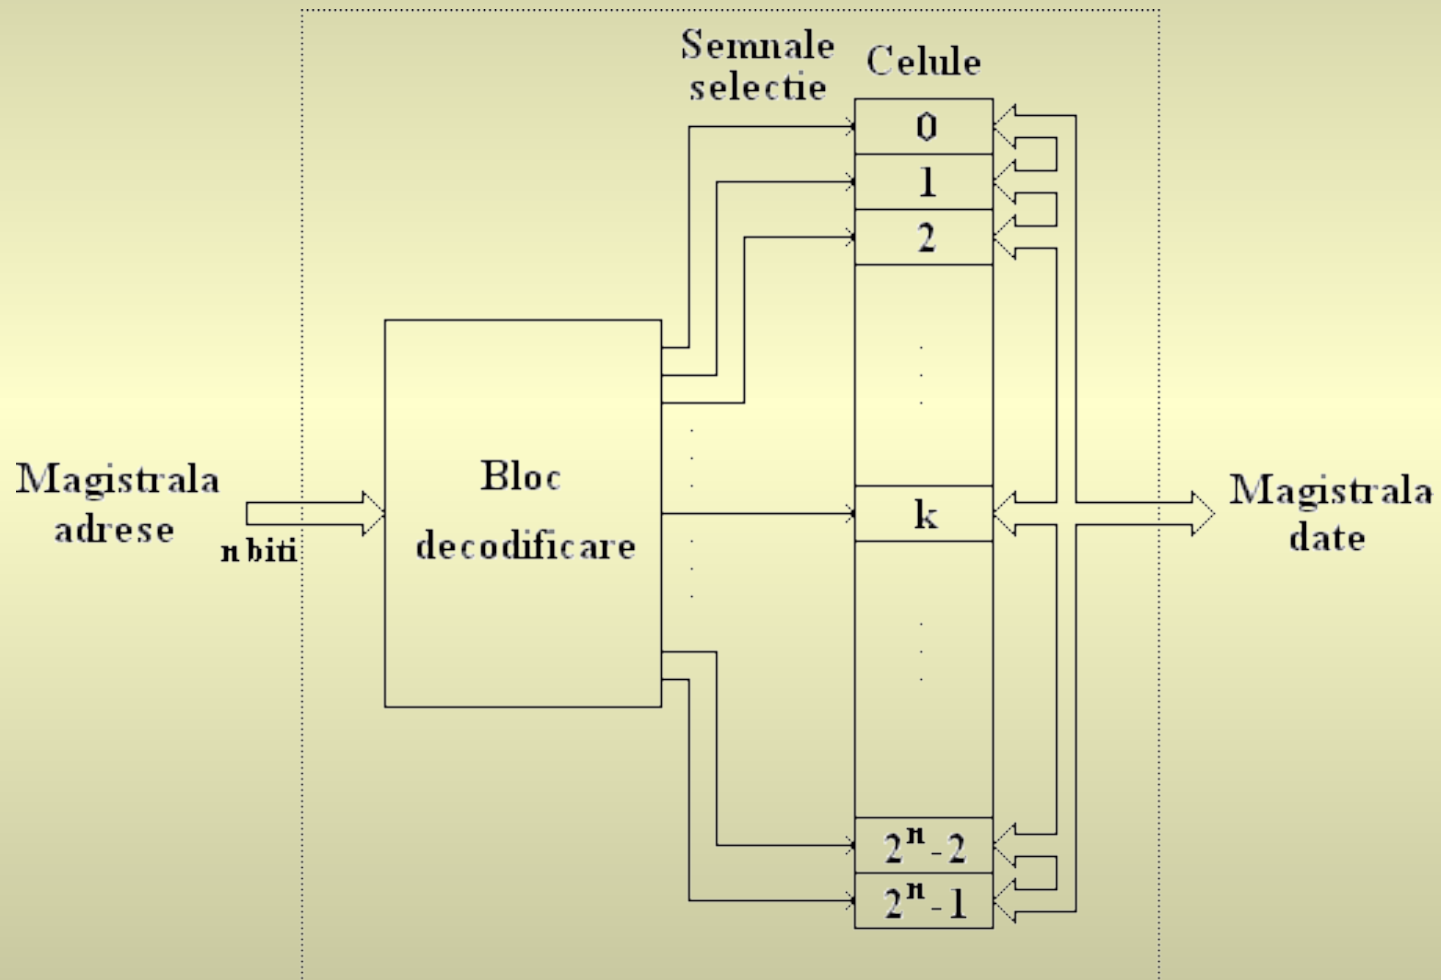 Semnale
selectie
Celule
0
1
2
Magistrala
adrese
n biti
Bloc
decodificare
k
Magistrala
date
2ⁿ-2
2ⁿ-1